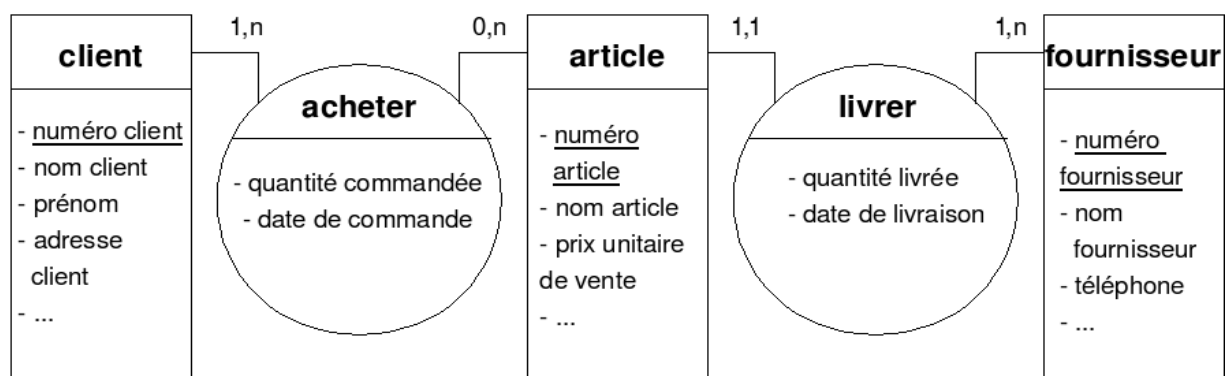 1,n
0,n
1,1
1,n
client
- numéro client
- nom client
- prénom
- adresse
client
- ...
acheter
- quantité commandée
- date de commande
article
- numéro
article
- nom article
- prix unitaire
de vente
- ...
livrer
- quantité livrée
- date de livraison
fournisseur
- numéro
fournisseur
- nom
fournisseur
- téléphone
- ...